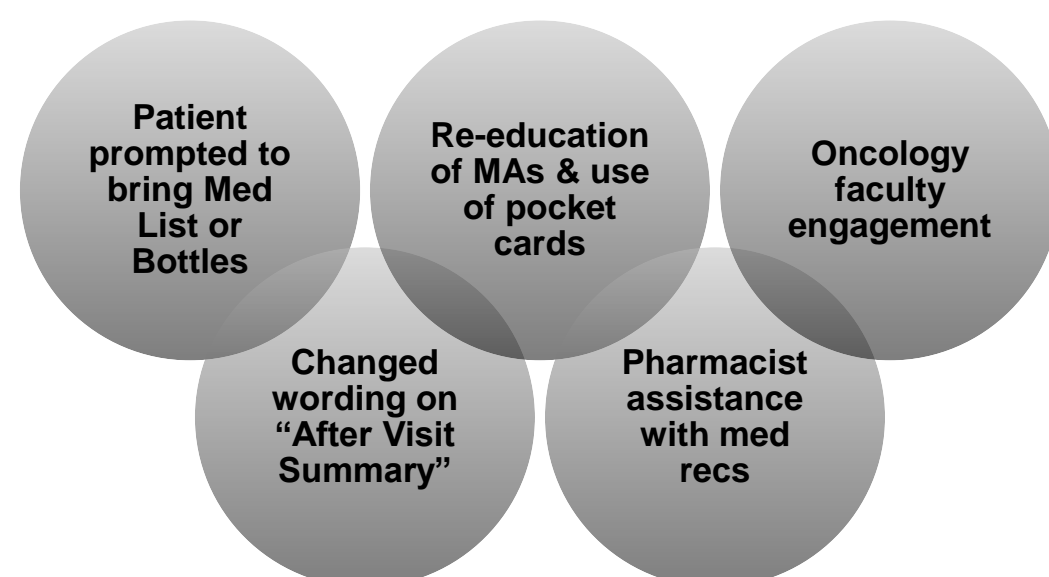 Patient
prompted to
bring Med
List or
Bottles
Re-education
of MAs & use
of pocket
cards
Oncology
faculty
engagement
Changed
wording on
“After Visit
Summary”
Pharmacist
assistance
with med
recs